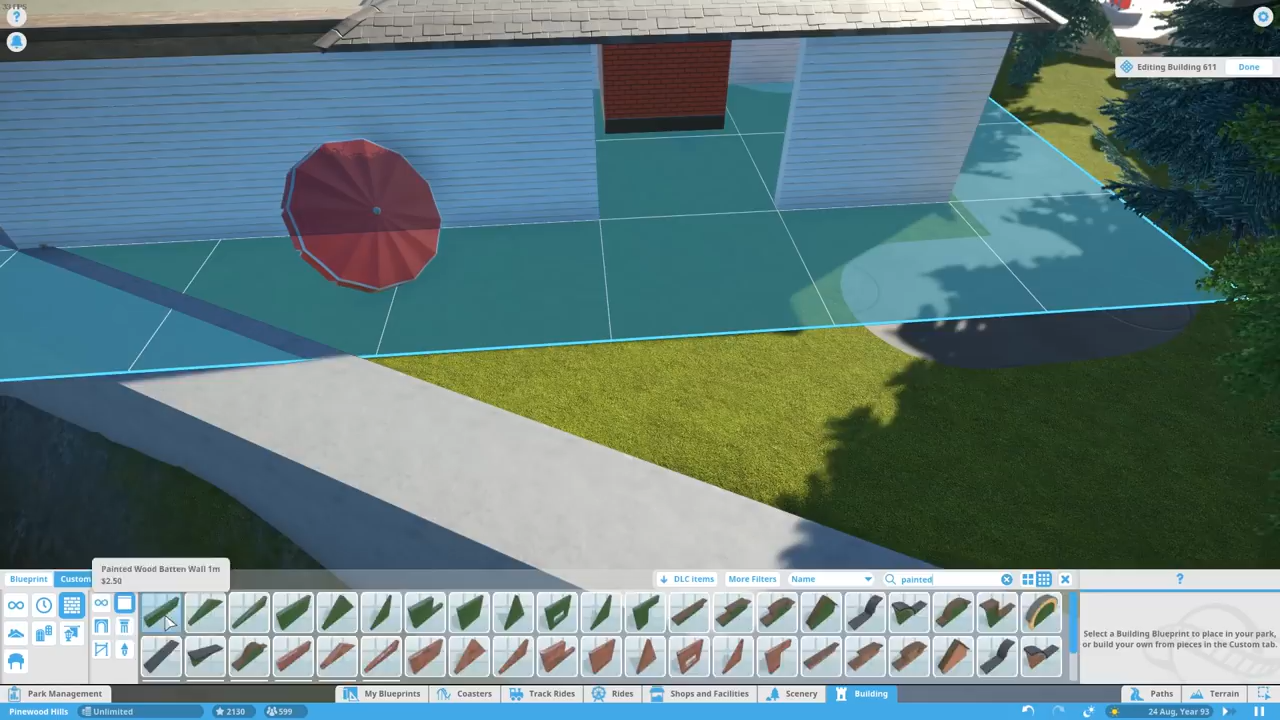 ?
Editing Building 611
Done
Painted Wood Batten Wall 1m
$2.50
Blueprint
Custom
DLC items
More Filters
Name
painted
?
Select a Building Blueprint to place in your park,
or build your own from pieces in the Custom tab.
Park Management
My Blueprints
Coasters
Track Rides
Rides
Shops and Facilities
Scenery
Building
Paths
Terrain
Pinewood Hills
Unlimited
2130
599
24 Aug, Year 93